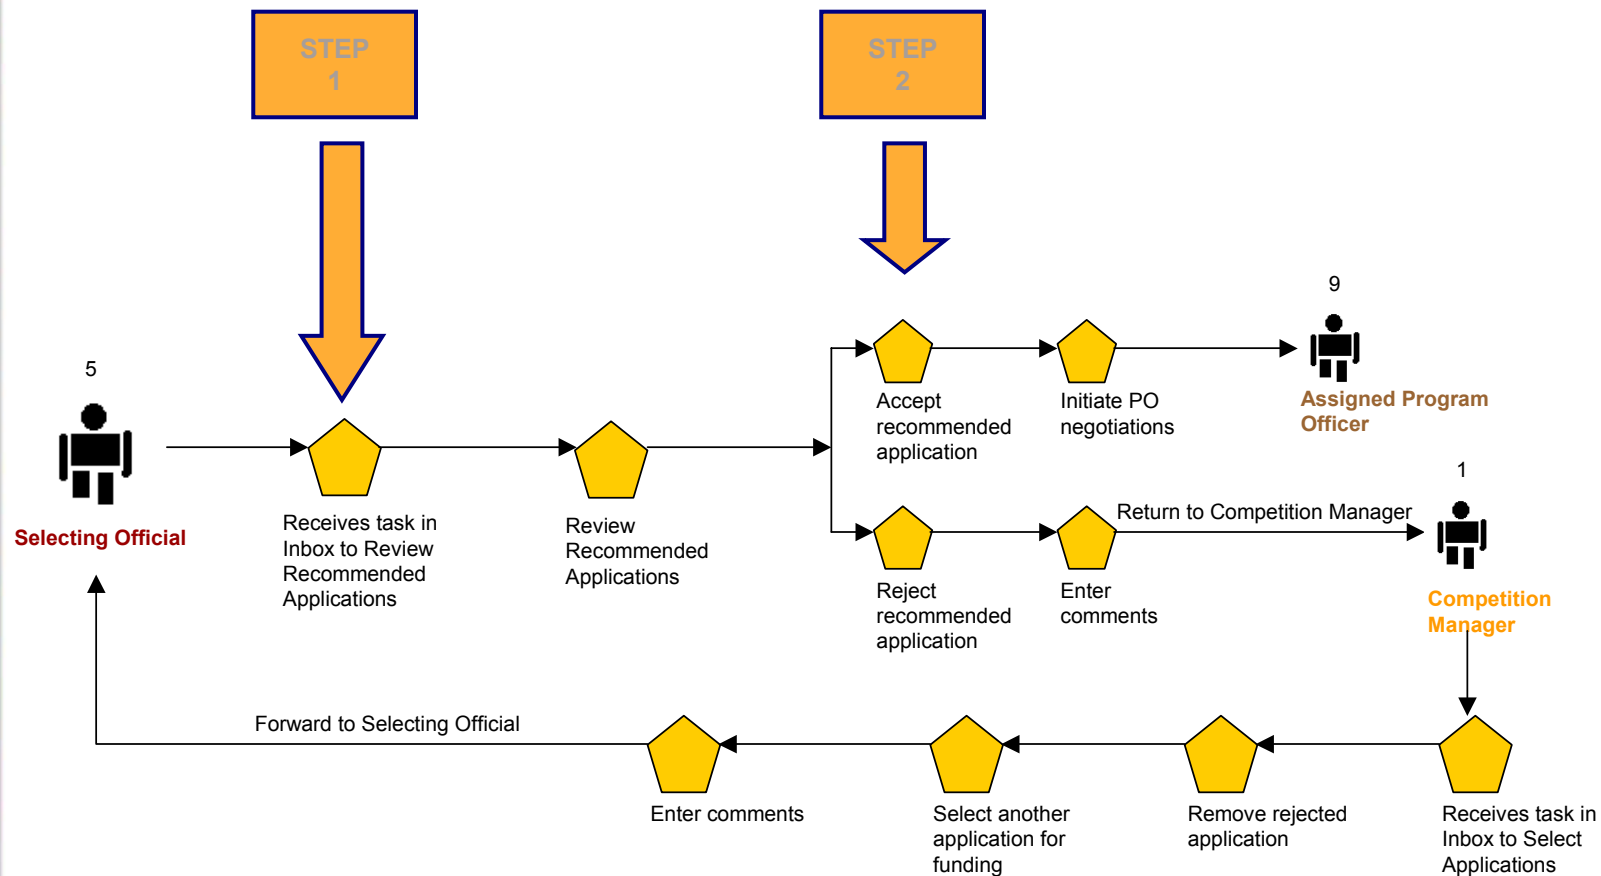 STEP
1
STEP
2
5
Selecting Official
Receives task in
Inbox to Review
Recommended
Applications
Review
Recommended
Applications
Accept
recommended
application
Initiate PO
negotiations
9
Assigned Program
Officer
Reject
recommended
application
Enter
comments
Return to Competition Manager
1
Competition
Manager
Receives task in
Inbox to Select
Applications
Remove rejected
application
Select another
application for
funding
Enter comments
Forward to Selecting Official